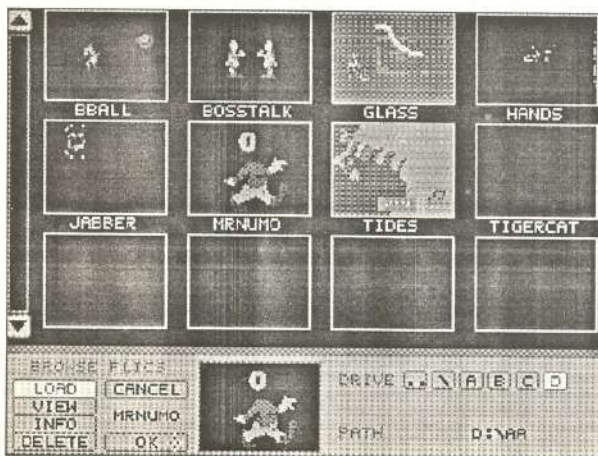 BBALL BOSSTALK GLASS HANDS
JABBER MRNUMO TIDES TIGERCAT
BROWSE FLICS
LOAD CANCEL
VIEW
MRNUMO
INFO
DELETE OK
DRIVE .. \ A B C D
PATH D:\AA